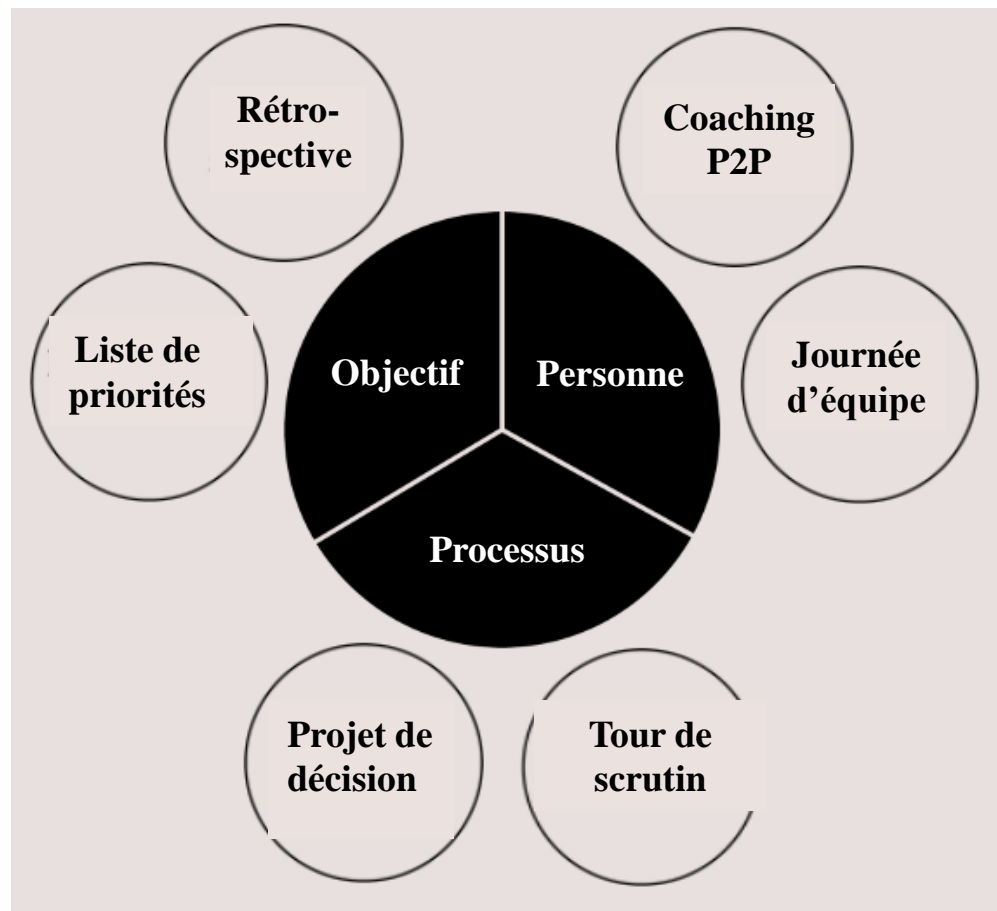 Rétro-
spective
Coaching
P2P
Liste de
priorités
Objectif
Personne
Journée
d’équipe
Processus
Projet de
décision
Tour de
scrutin